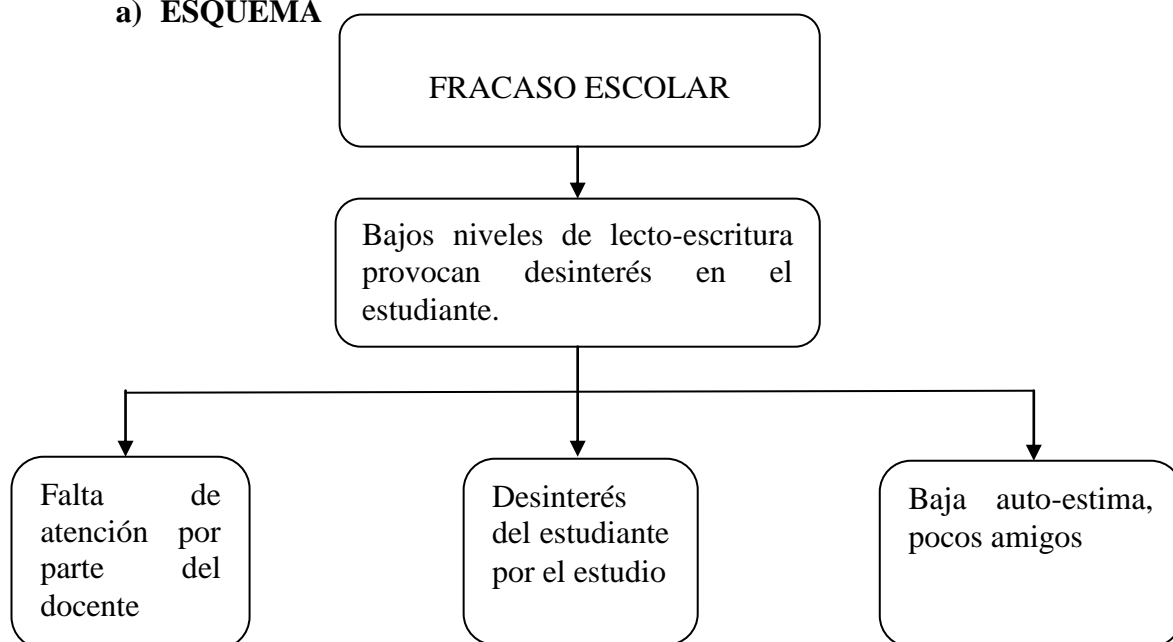 a) ESQUEMA
FRACASO ESCOLAR
Bajos niveles de lecto-escritura
provocan desinterés en el
estudiante.
Falta de
atención por
parte del
docente
Desinterés
del estudiante
por el estudio
Baja auto-estima,
pocos amigos